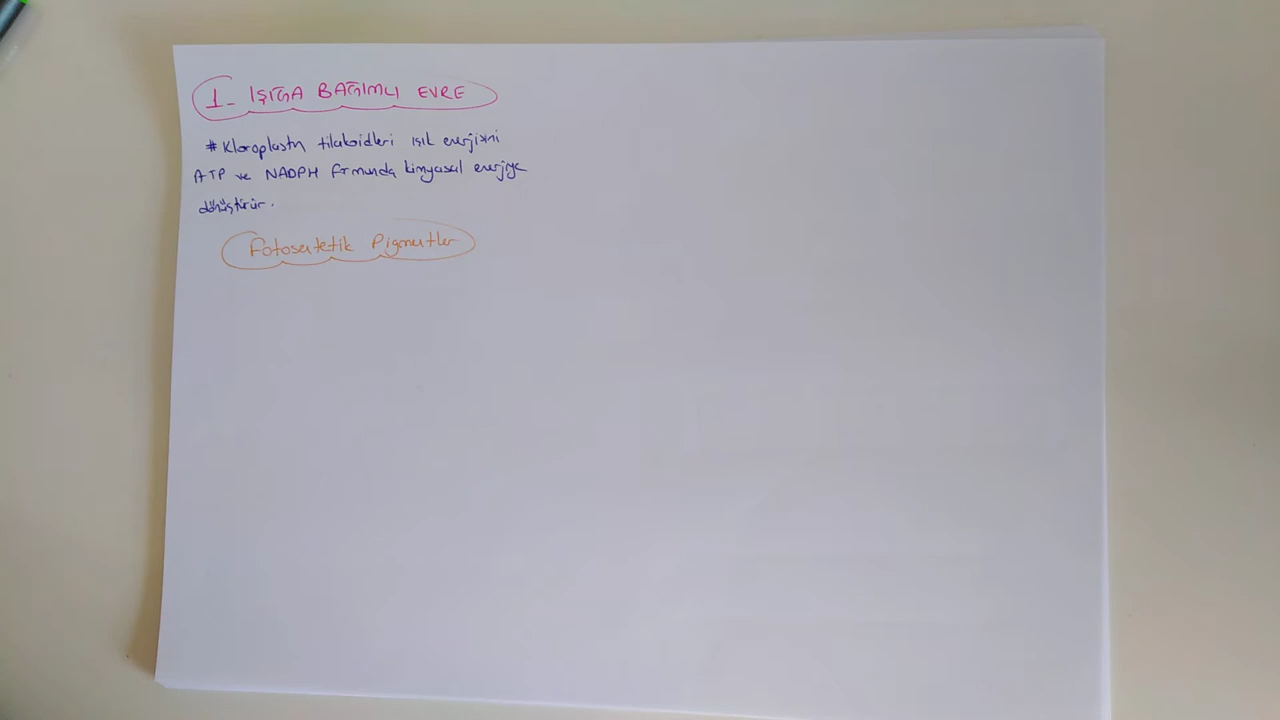 1- IŞIĞA BAĞIMLI EVRE
# Kloroplastın tilakoidleri ışık enerjisini
ATP ve NADPH formunda kimyasal enerjiye
dönüştürür.
Fotosentetik Pigmentler